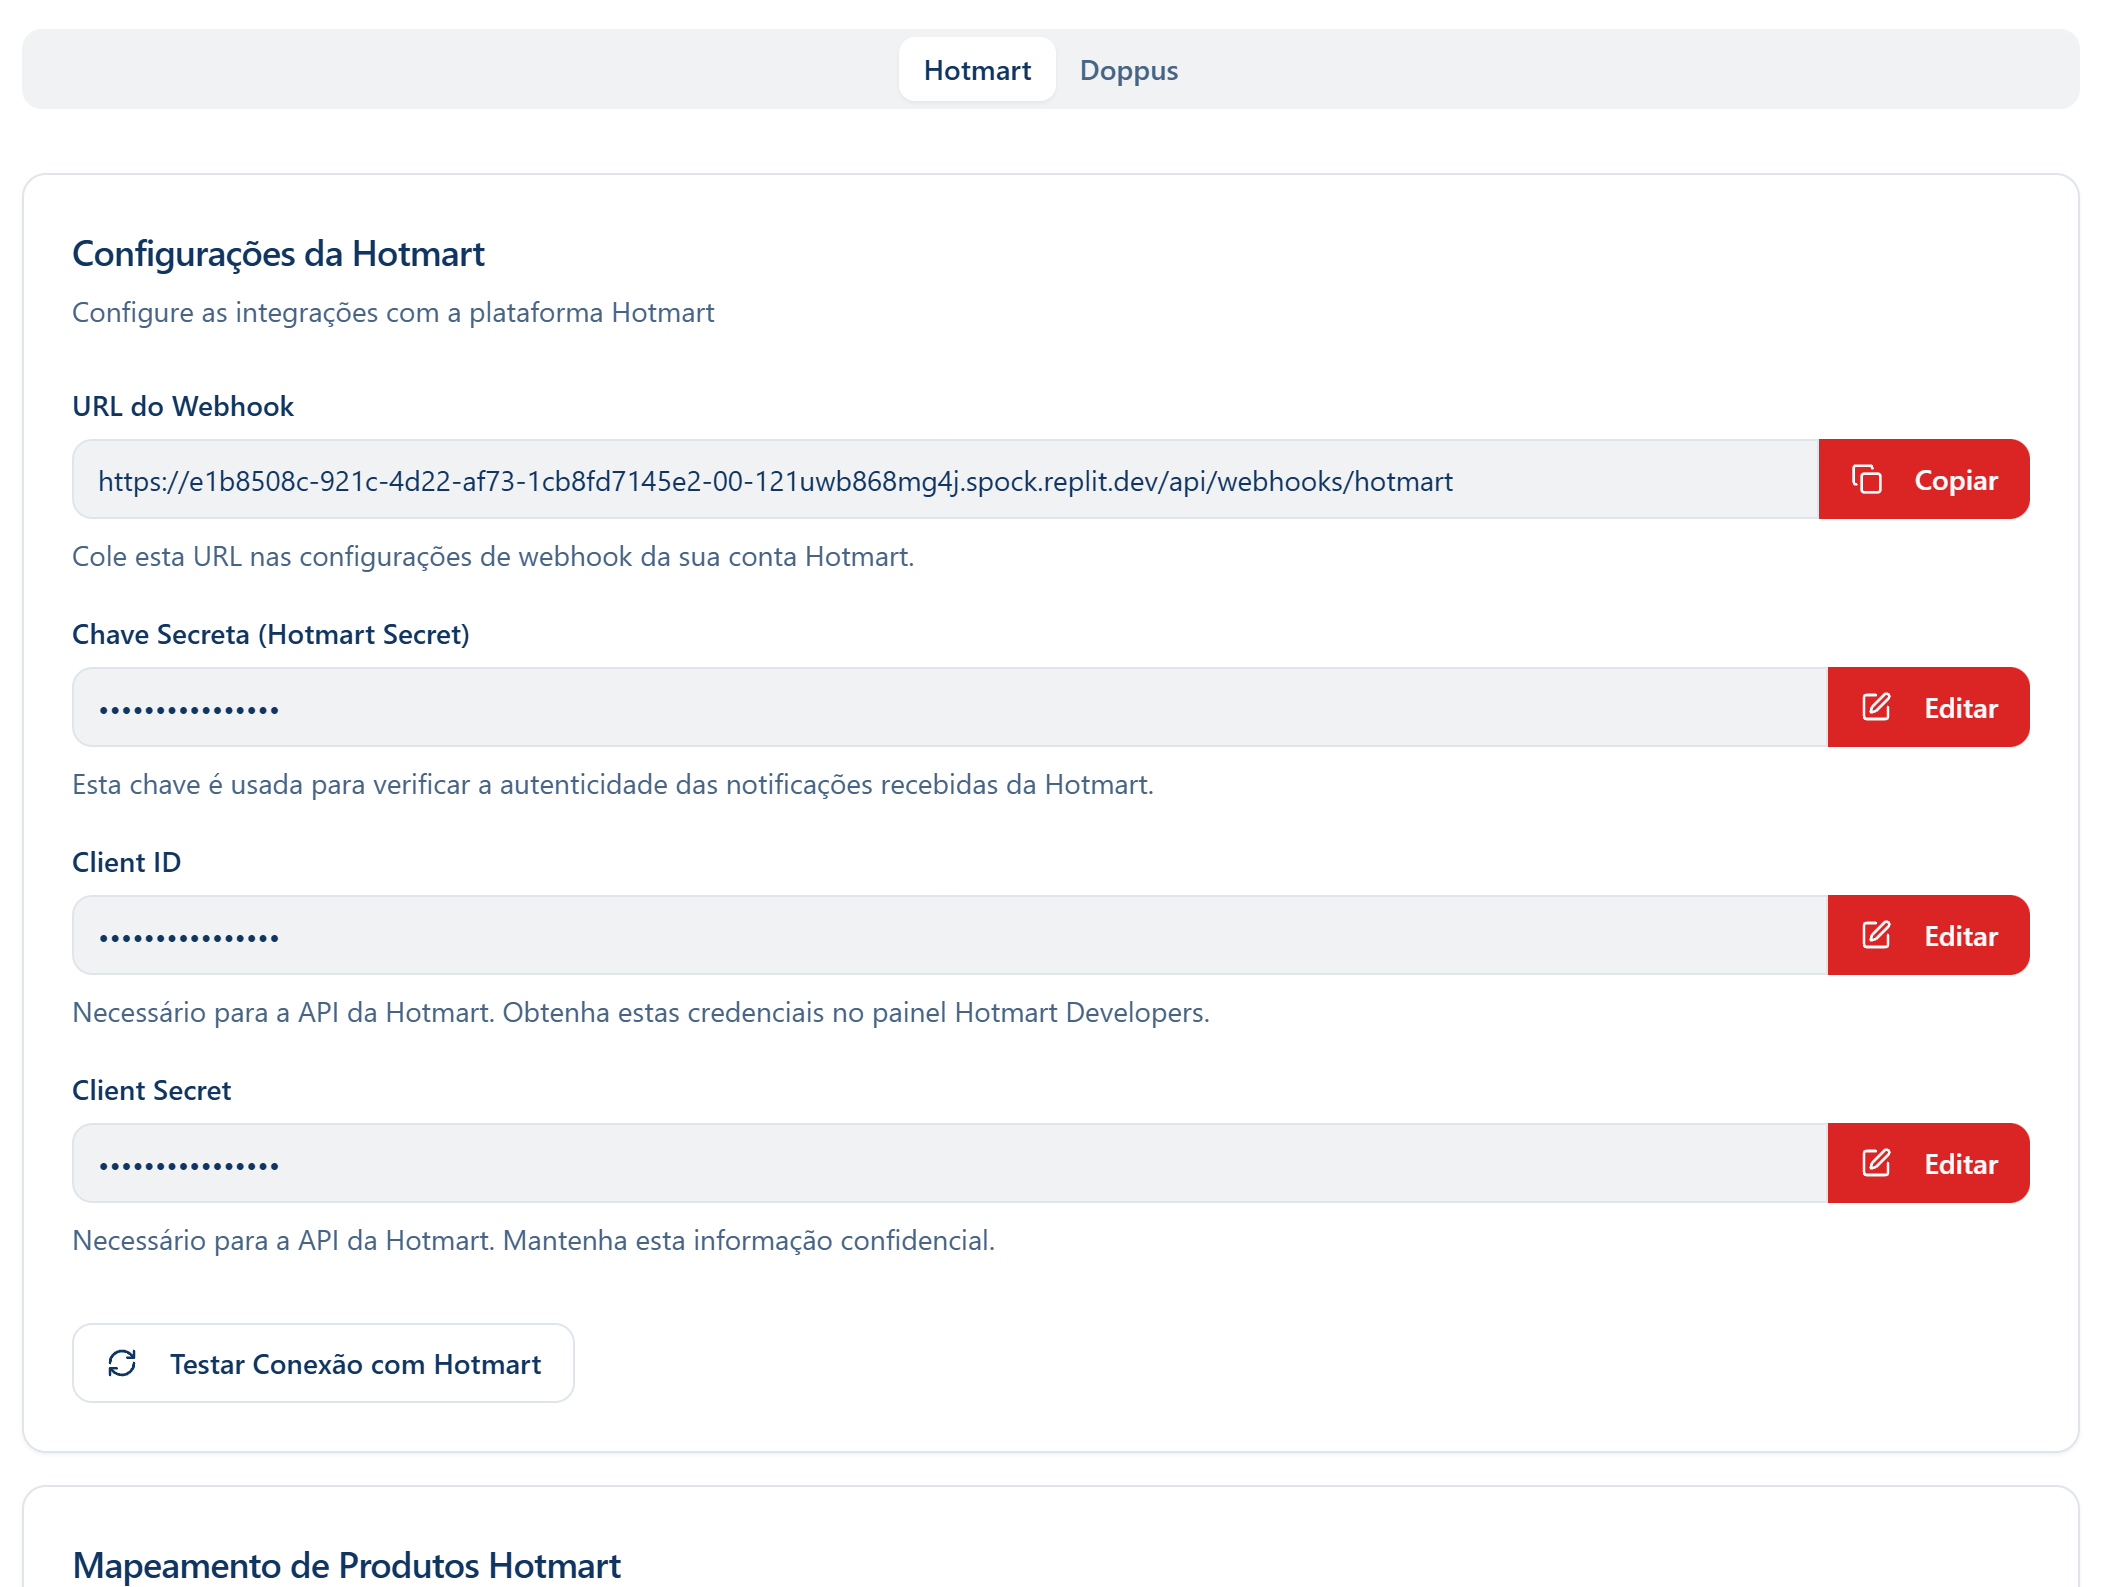 Hotmart
Doppus
Configurações da Hotmart
Configure as integrações com a plataforma Hotmart
URL do Webhook
https://e1b8508c-921c-4d22-af73-1cb8fd7145e2-00-121uwb868mg4j.spock.replit.dev/api/webhooks/hotmart
Copiar
Cole esta URL nas configurações de webhook da sua conta Hotmart.
Chave Secreta (Hotmart Secret)
••••••••••••••••
Editar
Esta chave é usada para verificar a autenticidade das notificações recebidas da Hotmart.
Client ID
••••••••••••••••
Editar
Necessário para a API da Hotmart. Obtenha estas credenciais no painel Hotmart Developers.
Client Secret
••••••••••••••••
Editar
Necessário para a API da Hotmart. Mantenha esta informação confidencial.
Testar Conexão com Hotmart
Mapeamento de Produtos Hotmart